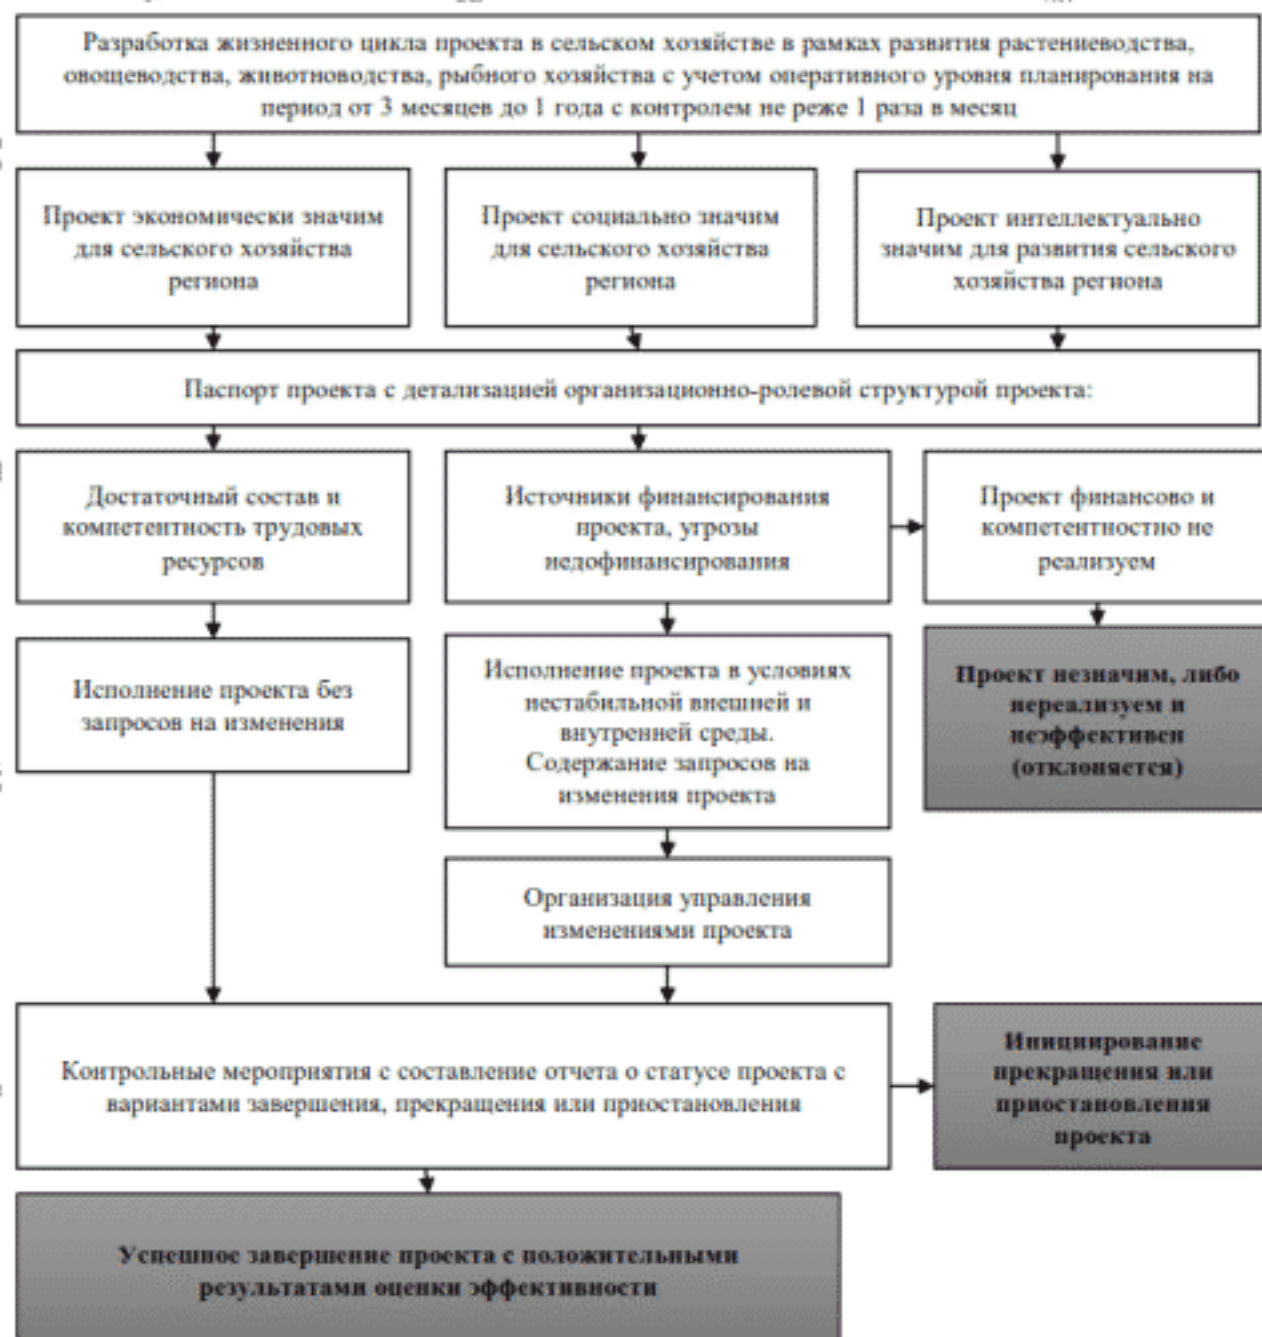 Разработка жизненного цикла проекта в сельском хозяйстве в рамках развития растениеводства,
овощеводства, животноводства, рыбного хозяйства с учетом оперативного уровня планирования на
период от 3 месяцев до 1 года с контролем не реже 1 раза в месяц
Проект экономически значим
для сельского хозяйства
региона
Проект социально значим
для сельского хозяйства
региона
Проект интеллектуально
значим для развития сельского
хозяйства региона
Паспорт проекта с детализацией организационно-ролевой структурой проекта:
Достаточный состав и
компетентность трудовых
ресурсов
Источники финансирования
проекта, угрозы
недофинансирования
Проект финансово и
компетентностно не
реализуем
Исполнение проекта без
запросов на изменения
Исполнение проекта в условиях
нестабильной внешней и
внутренней среды.
Содержание запросов на
изменения проекта
Проект незначим, либо
нереализуем и
неэффективен
(отклоняется)
Организация управления
изменениями проекта
Контрольные мероприятия с составление отчета о статусе проекта с
вариантами завершения, прекращения или приостановления
Инициирование
прекращения или
приостановления
проекта
Успешное завершение проекта с положительными
результатами оценки эффективности